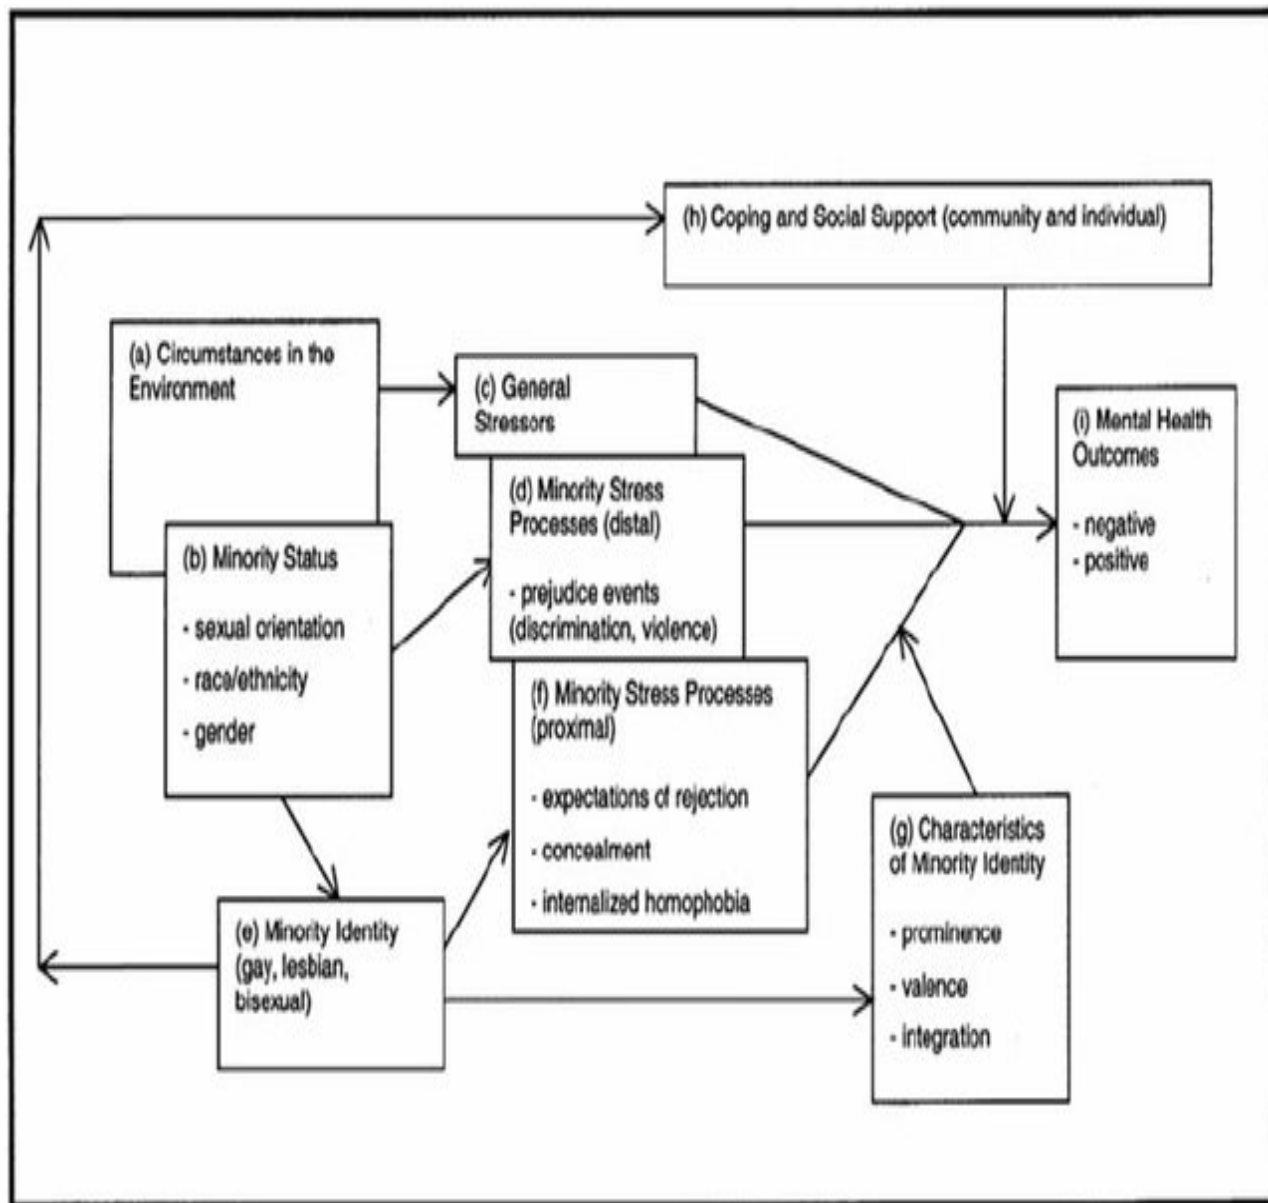 (h) Coping and Social Support (community and individual)
(a) Circumstances in the
Environment
(c) General
Stressors
(i) Mental Health
Outcomes
- negative
- positive
(d) Minority Stress
Processes (distal)
- prejudice events
(discrimination, violence)
(b) Minority Status
- sexual orientation
- race/ethnicity
- gender
(f) Minority Stress Processes
(proximal)
- expectations of rejection
- concealment
- internalized homophobia
(g) Characteristics
of Minority Identity
- prominence
- valence
- integration
(e) Minority Identity
(gay, lesbian,
bisexual)